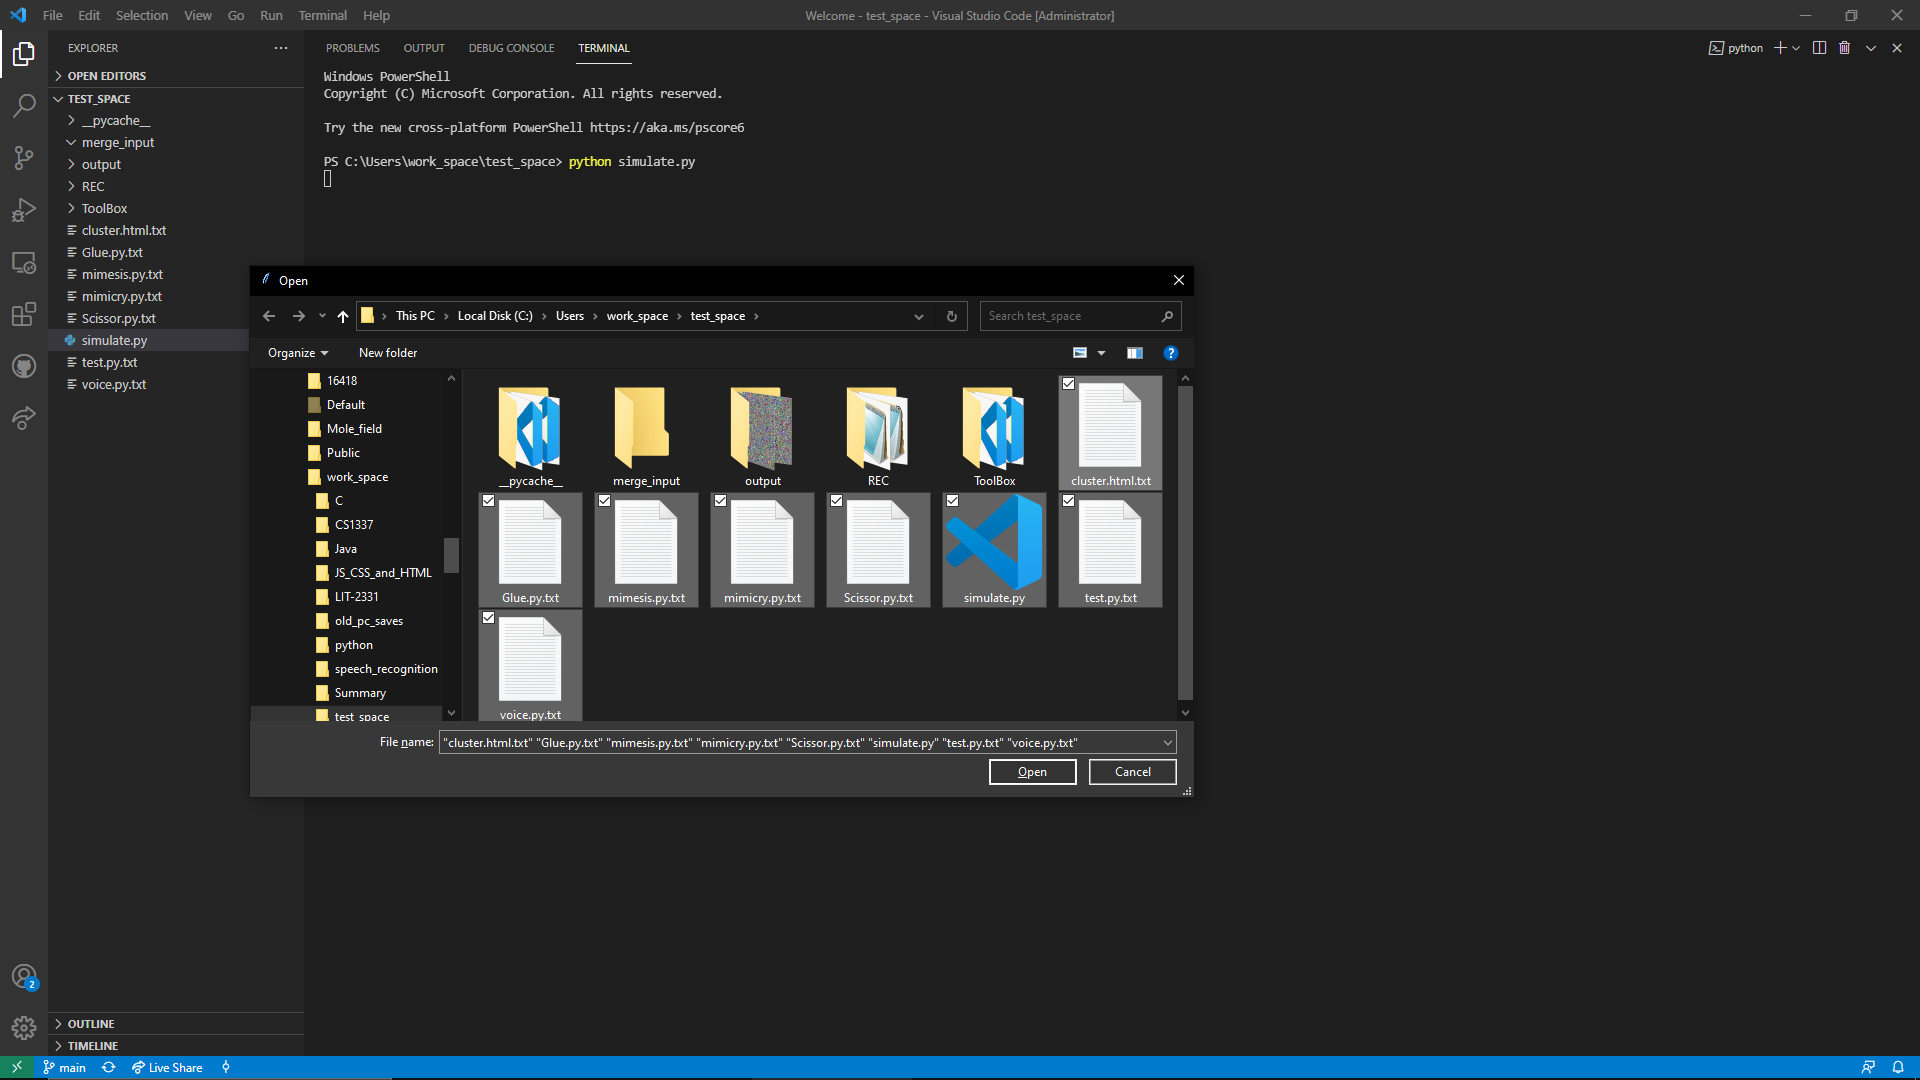 File Edit Selection View Go Run Terminal Help
Welcome - test_space - Visual Studio Code [Administrator]
EXPLORER
OPEN EDITORS
TEST_SPACE
__pycache__
merge_input
output
REC
ToolBox
cluster.html.txt
Glue.py.txt
mimesis.py.txt
mimicry.py.txt
Scissor.py.txt
simulate.py
test.py.txt
voice.py.txt
OUTLINE
TIMELINE
PROBLEMS OUTPUT DEBUG CONSOLE TERMINAL
python
Windows PowerShell
Copyright (C) Microsoft Corporation. All rights reserved.
Try the new cross-platform PowerShell https://aka.ms/pscore6
PS C:\Users\work_space\test_space> python simulate.py
Open
This PC Local Disk (C:) Users work_space test_space
Search test_space
Organize New folder
?
16418
Default
Mole_field
Public
work_space
C
CS1337
Java
JS_CSS_and_HTML
LIT-2331
old_pc_saves
python
speech_recognition
Summary
test_space
__pycache__ merge_input output REC ToolBox cluster.html.txt
Glue.py.txt mimesis.py.txt mimicry.py.txt Scissor.py.txt simulate.py test.py.txt
voice.py.txt
File name: "cluster.html.txt" "Glue.py.txt" "mimesis.py.txt" "mimicry.py.txt" "Scissor.py.txt" "simulate.py" "test.py.txt" "voice.py.txt"
Open Cancel
2
main Live Share